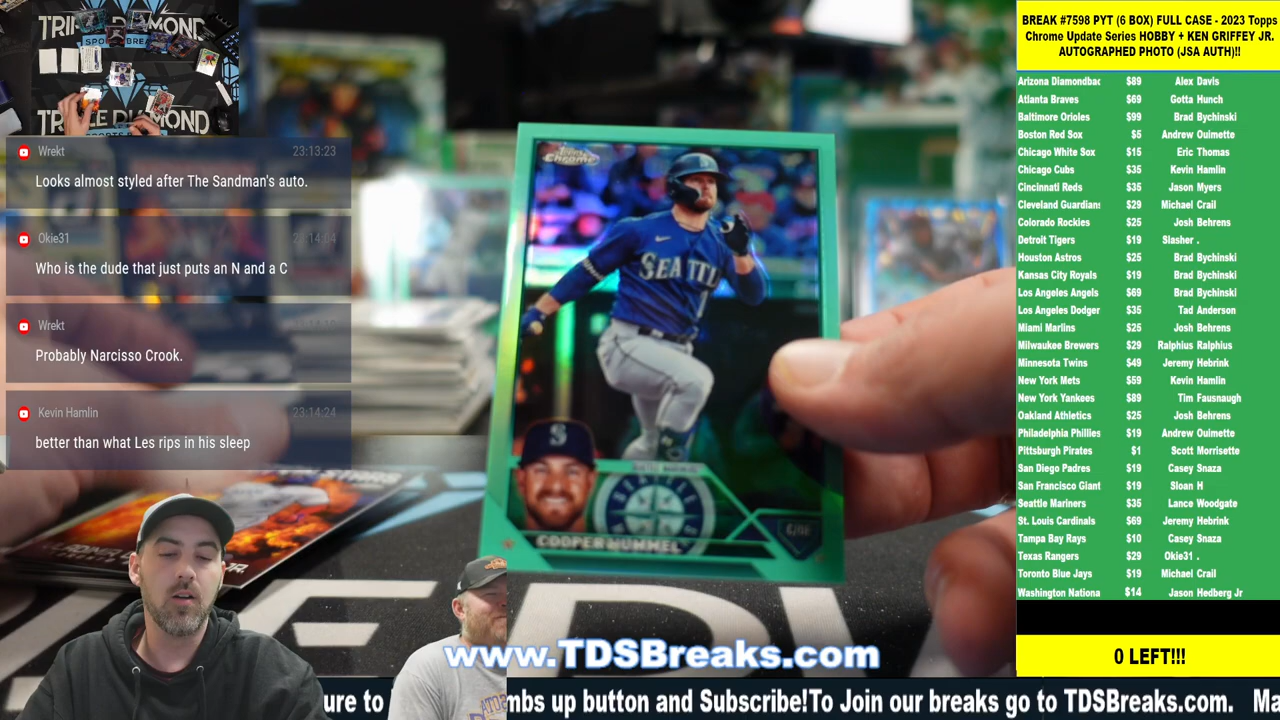 TRIPLE DIAMOND
Wrekt 23:13:23
Looks almost styled after The Sandman's auto.
Okie31
Who is the dude that just puts an N and a C
Wrekt
Probably Narcisso Crook.
Kevin Hamlin 23:14:24
better than what Les rips in his sleep
Topps
Chrome
SEATTL
S
SEATTLE
COOPER HUMMEL
C/OF
www.TDSBreaks.com
ure to
mbs up button and Subscribe!To Join our breaks go to TDSBreaks.com. Ma
BREAK #7598 PYT (6 BOX) FULL CASE - 2023 Topps
Chrome Update Series HOBBY + KEN GRIFFEY JR.
AUTOGRAPHED PHOTO (JSA AUTH)!!
Arizona Diamondbac $89 Alex Davis
Atlanta Braves $69 Gotta Hunch
Baltimore Orioles $99 Brad Bychinski
Boston Red Sox $5 Andrew Oulmette
Chicago White Sox $15 Eric Thomas
Chicago Cubs $35 Kevin Hamlin
Cincinnati Reds $35 Jason Myers
Cleveland Guardians $29 Michael Crail
Colorado Rockies $25 Josh Behrens
Detroit Tigers $19 Slasher .
Houston Astros $25 Brad Bychinski
Kansas City Royals $19 Brad Bychinski
Los Angeles Angels $69 Brad Bychinski
Los Angeles Dodger $35 Tad Anderson
Miami Marlins $25 Josh Behrens
Milwaukee Brewers $29 Ralphius Ralphius
Minnesota Twins $49 Jeremy Hebrink
New York Mets $59 Kevin Hamlin
New York Yankees $89 Tim Fausnaugh
Oakland Athletics $25 Josh Behrens
Philadelphia Phillies $19 Andrew Oulmette
Pittsburgh Pirates $1 Scott Morrisette
San Diego Padres $19 Casey Snaza
San Francisco Giant $19 Sloan H
Seattle Mariners $35 Lance Woodgate
St. Louis Cardinals $69 Jeremy Hebrink
Tampa Bay Rays $10 Casey Snaza
Texas Rangers $29 Okie31 .
Toronto Blue Jays $19 Michael Crail
Washington Nationa $14 Jason Hedberg Jr
0 LEFT!!!